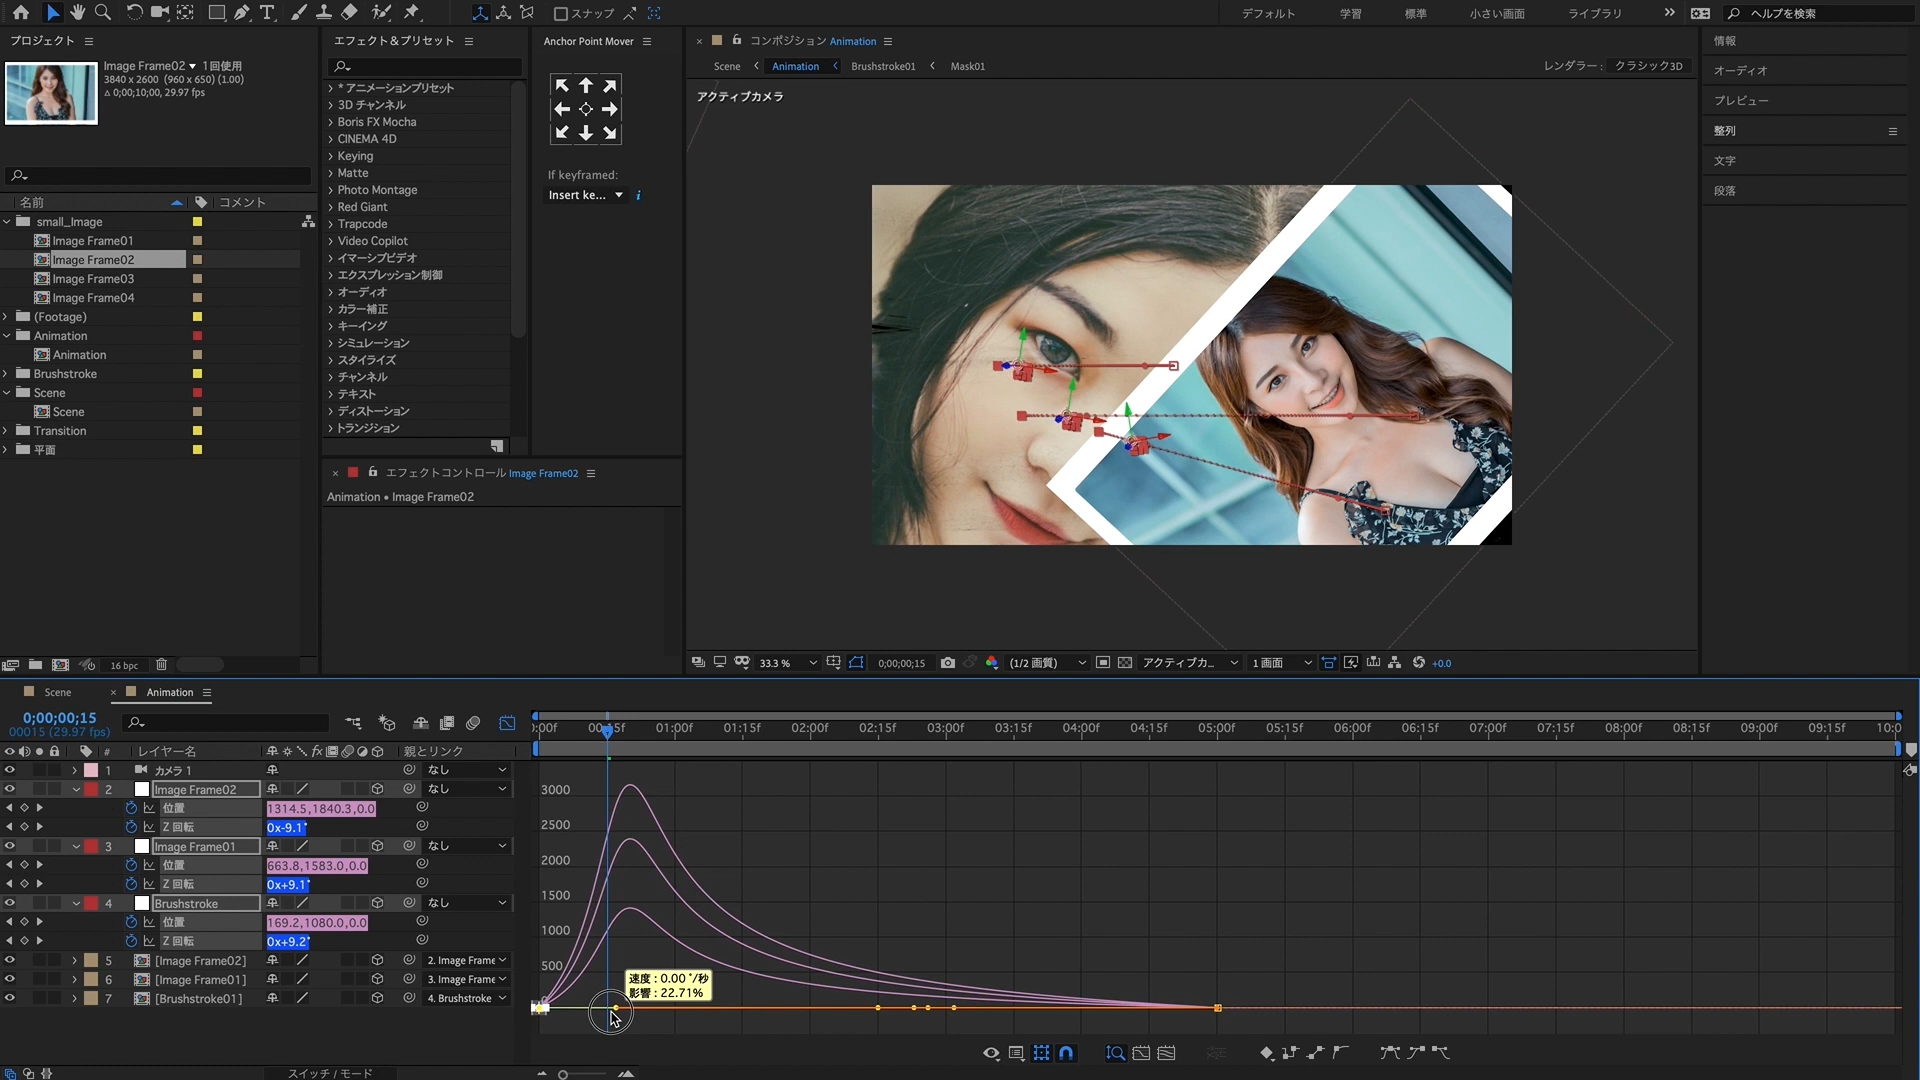 スナップ
デフォルト 学習 標準 小さい画面 ライブラリ ヘルプを検索
プロジェクト
Image Frame02 1回使用
3840 x 2600 (960 x 650) (1.00)
△ 0;00;10;00, 29.97 fps
名前 コメント
small_Image
Image Frame01
Image Frame02
Image Frame03
Image Frame04
(Footage)
Animation
Animation
Brushstroke
Scene
Scene
Transition
平面
16 bpc
エフェクト＆プリセット
* アニメーションプリセット
3D チャンネル
Boris FX Mocha
CINEMA 4D
Keying
Matte
Photo Montage
Red Giant
Trapcode
Video Copilot
イマーシブビデオ
エクスプレッション制御
オーディオ
カラー補正
キーイング
シミュレーション
スタイライズ
チャンネル
テキスト
ディストーション
トランジション
エフェクトコントロール Image Frame02
Animation • Image Frame02
Anchor Point Mover
If keyframed:
Insert ke...
コンポジション Animation
Scene Animation Brushstroke01 Mask01
レンダラー : クラシック3D
アクティブカメラ
33.3 % 0;00;00;15 (1/2 画質) アクティブカ... 1 画面 +0.0
情報
オーディオ
プレビュー
整列
文字
段落
Scene Animation
0;00;00;15
00015 (29.97 fps)
# レイヤー名 親とリンク
1 カメラ 1 なし
2 Image Frame02 なし
位置 1314.5,1840.3,0.0
Z 回転 0x-9.1°
3 Image Frame01 なし
位置 663.8,1583.0,0.0
Z 回転 0x+9.1°
4 Brushstroke なし
位置 169.2,1080.0,0.0
Z 回転 0x+9.2°
5 [Image Frame02] 2. Image Frame
6 [Image Frame01] 3. Image Frame
7 [Brushstroke01] 4. Brushstroke
スイッチ / モード
:00f 00:15f 01:00f 01:15f 02:00f 02:15f 03:00f 03:15f 04:00f 04:15f 05:00f 05:15f 06:00f 06:15f 07:00f 07:15f 08:00f 08:15f 09:00f 09:15f 10:0
3000
2500
2000
1500
1000
500
速度 : 0.00 °/秒
影響 : 22.71%